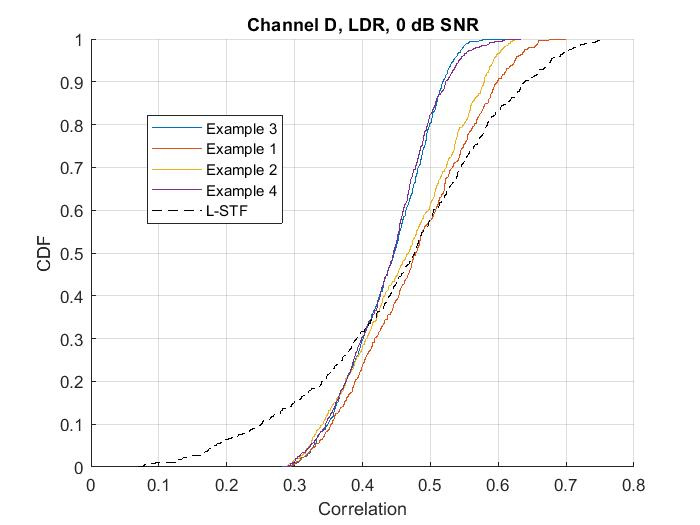 Channel D, LDR, 0 dB SNR
1
0.9
0.8
0.7
0.6
0.5
0.4
0.3
0.2
0.1
0
CDF
Example 3
Example 1
Example 2
Example 4
L-STF
0 0.1 0.2 0.3 0.4 0.5 0.6 0.7 0.8
Correlation